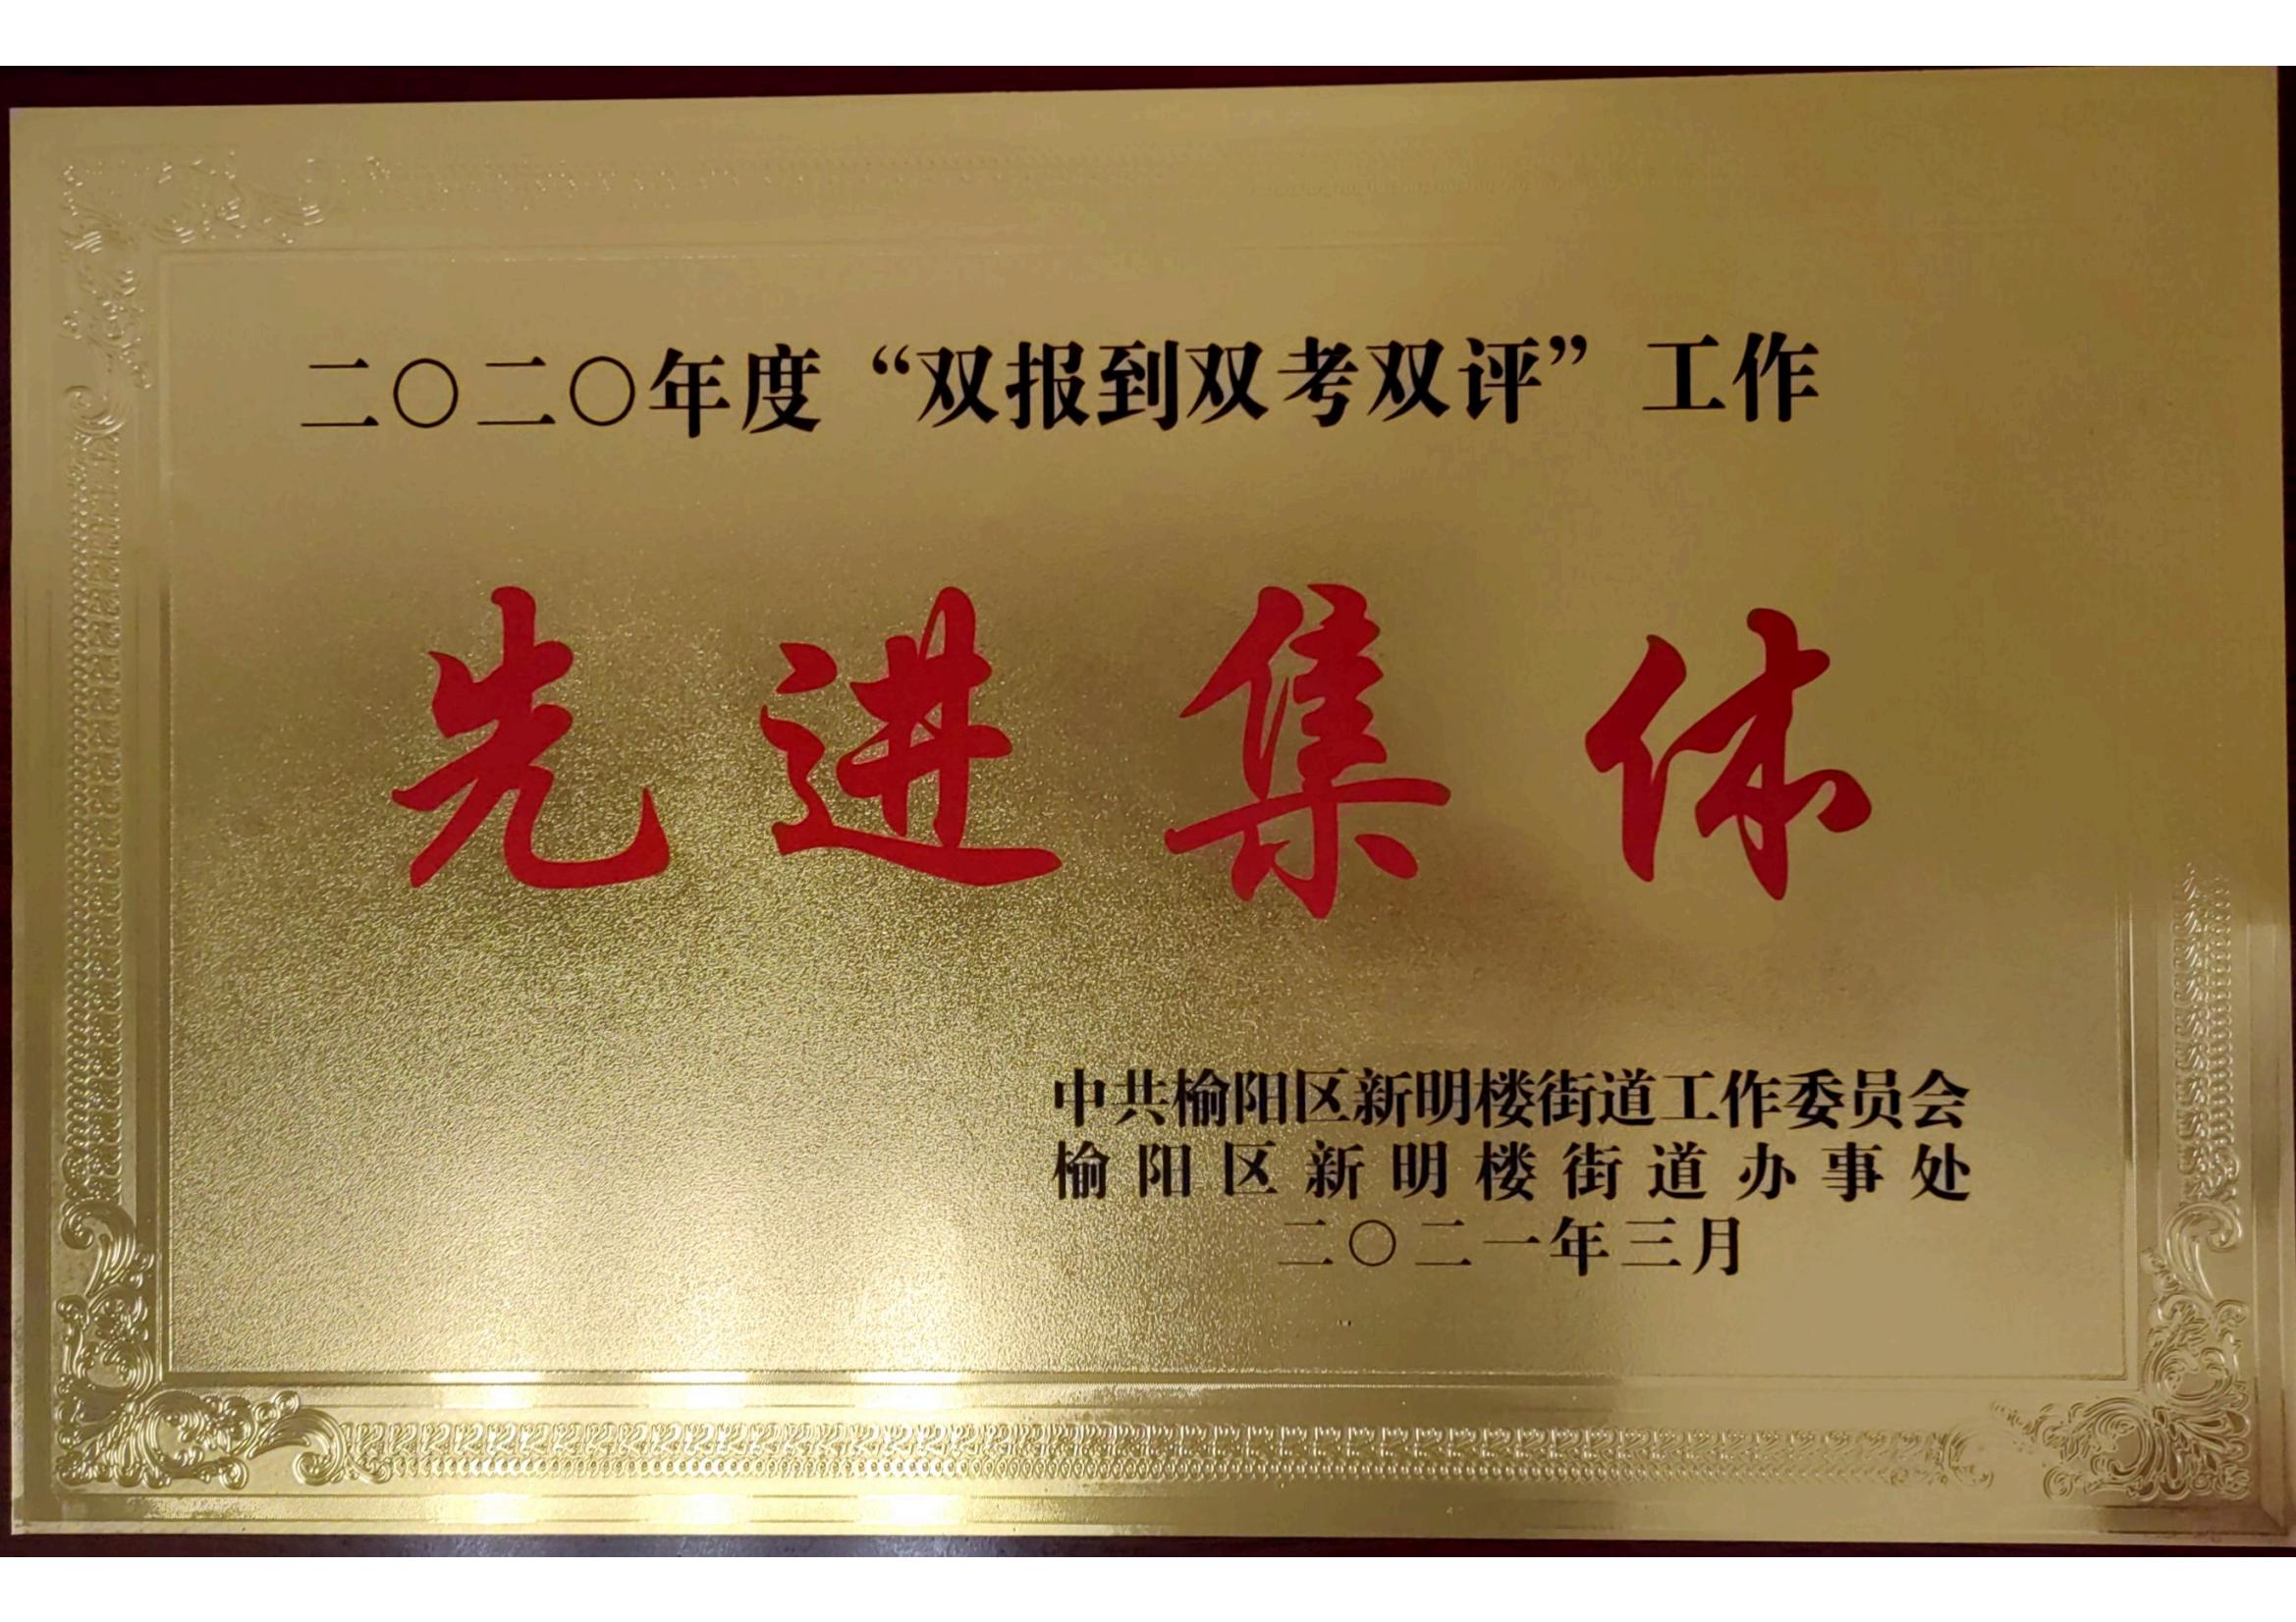 二〇二〇年度“双报到双考双评”工作
先进集体
中共榆阳区新明楼街道工作委员会
榆阳区新明楼街道办事处
二〇二一年三月